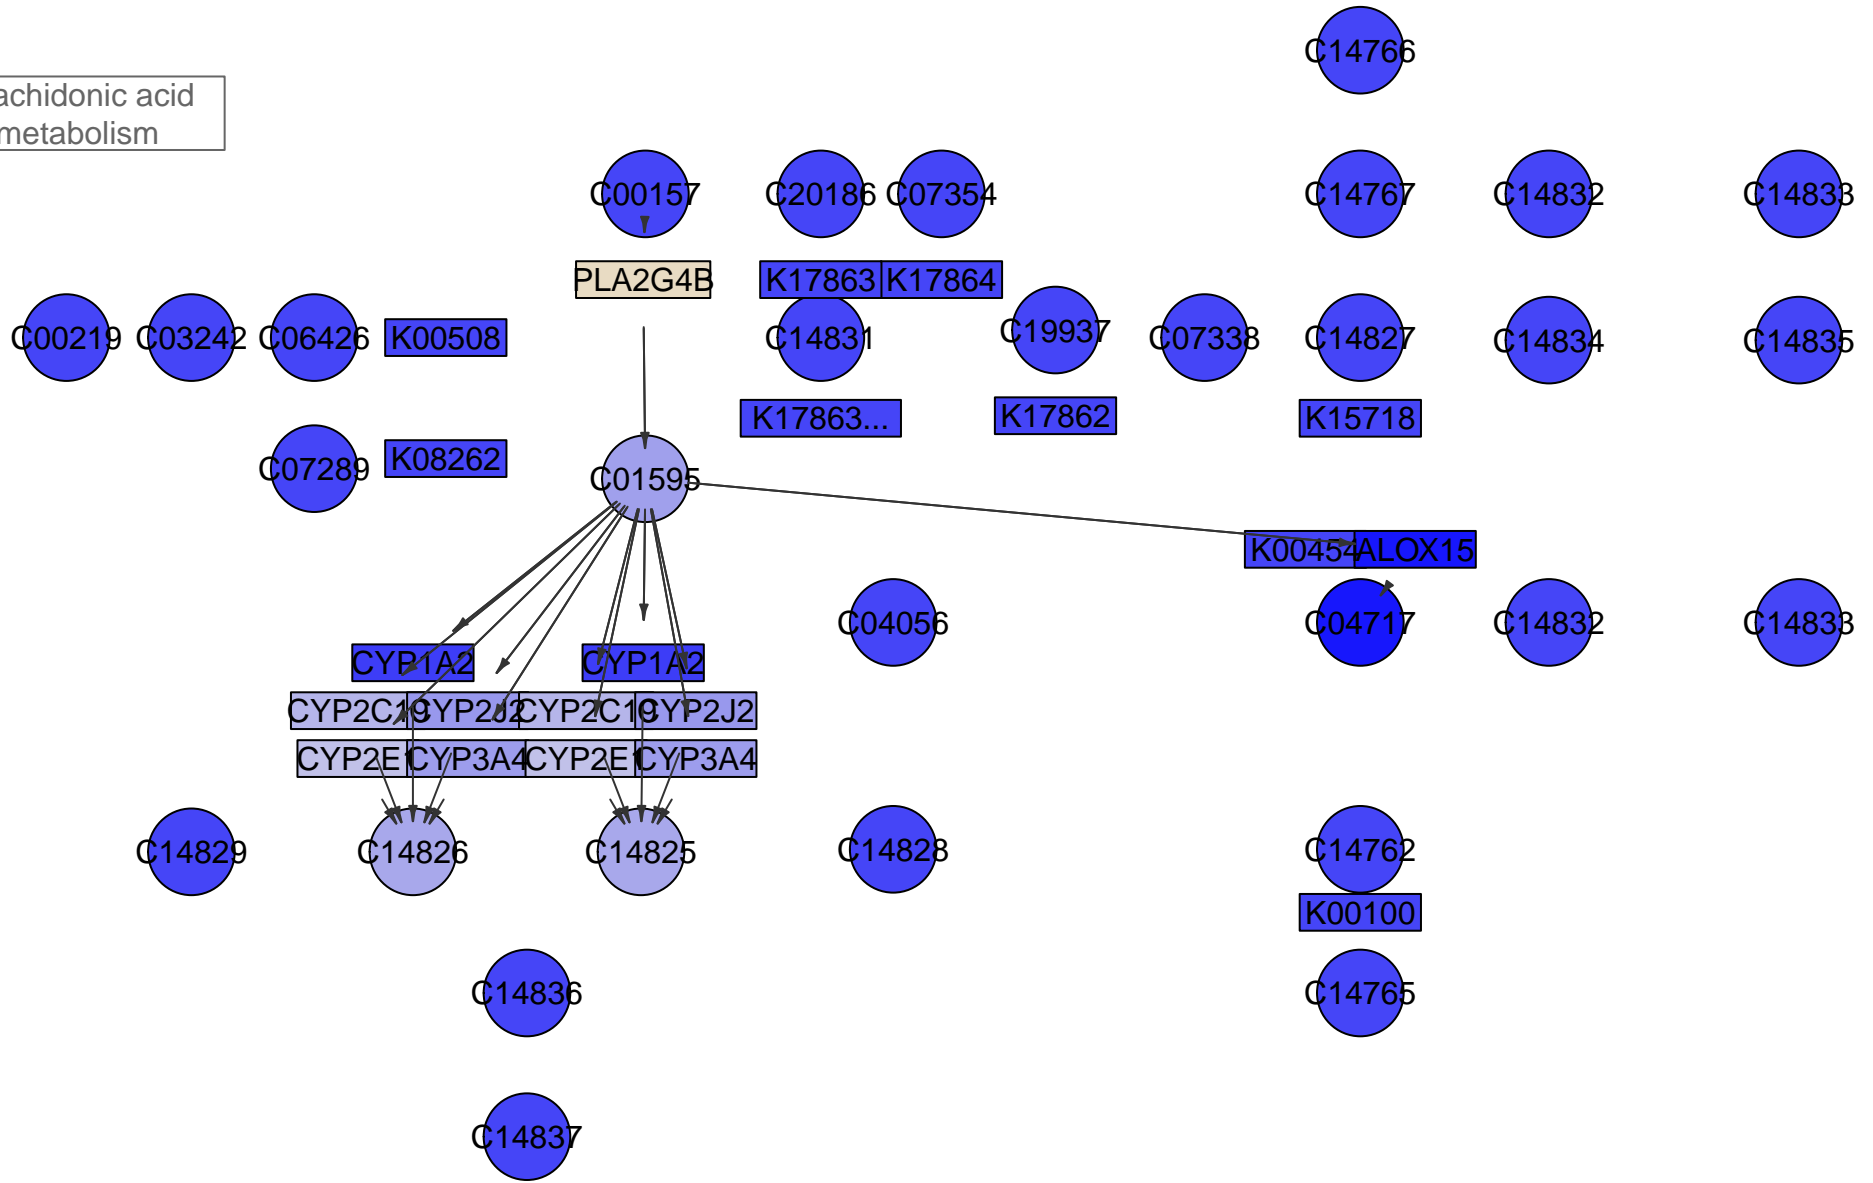 C14766
achidonic acid
metabolism
C00157
C20186
C07354
C14767
C14832
C14833
PLA2G4B
K17863
K17864
C00219
C03242
C06426
K00508
C14831
C19937
C07338
C14827
C14834
C14835
K17863...
K17862
K15718
C07289
K08262
C01595
K00454
ALOX15
C04056
C04717
C14832
C14833
CYP1A2
CYP1A2
CYP2C19
CYP2J2
CYP2C19
CYP2J2
CYP2E1
CYP3A4
CYP2E1
CYP3A4
C14829
C14826
C14825
C14828
C14762
K00100
C14836
C14765
C14837